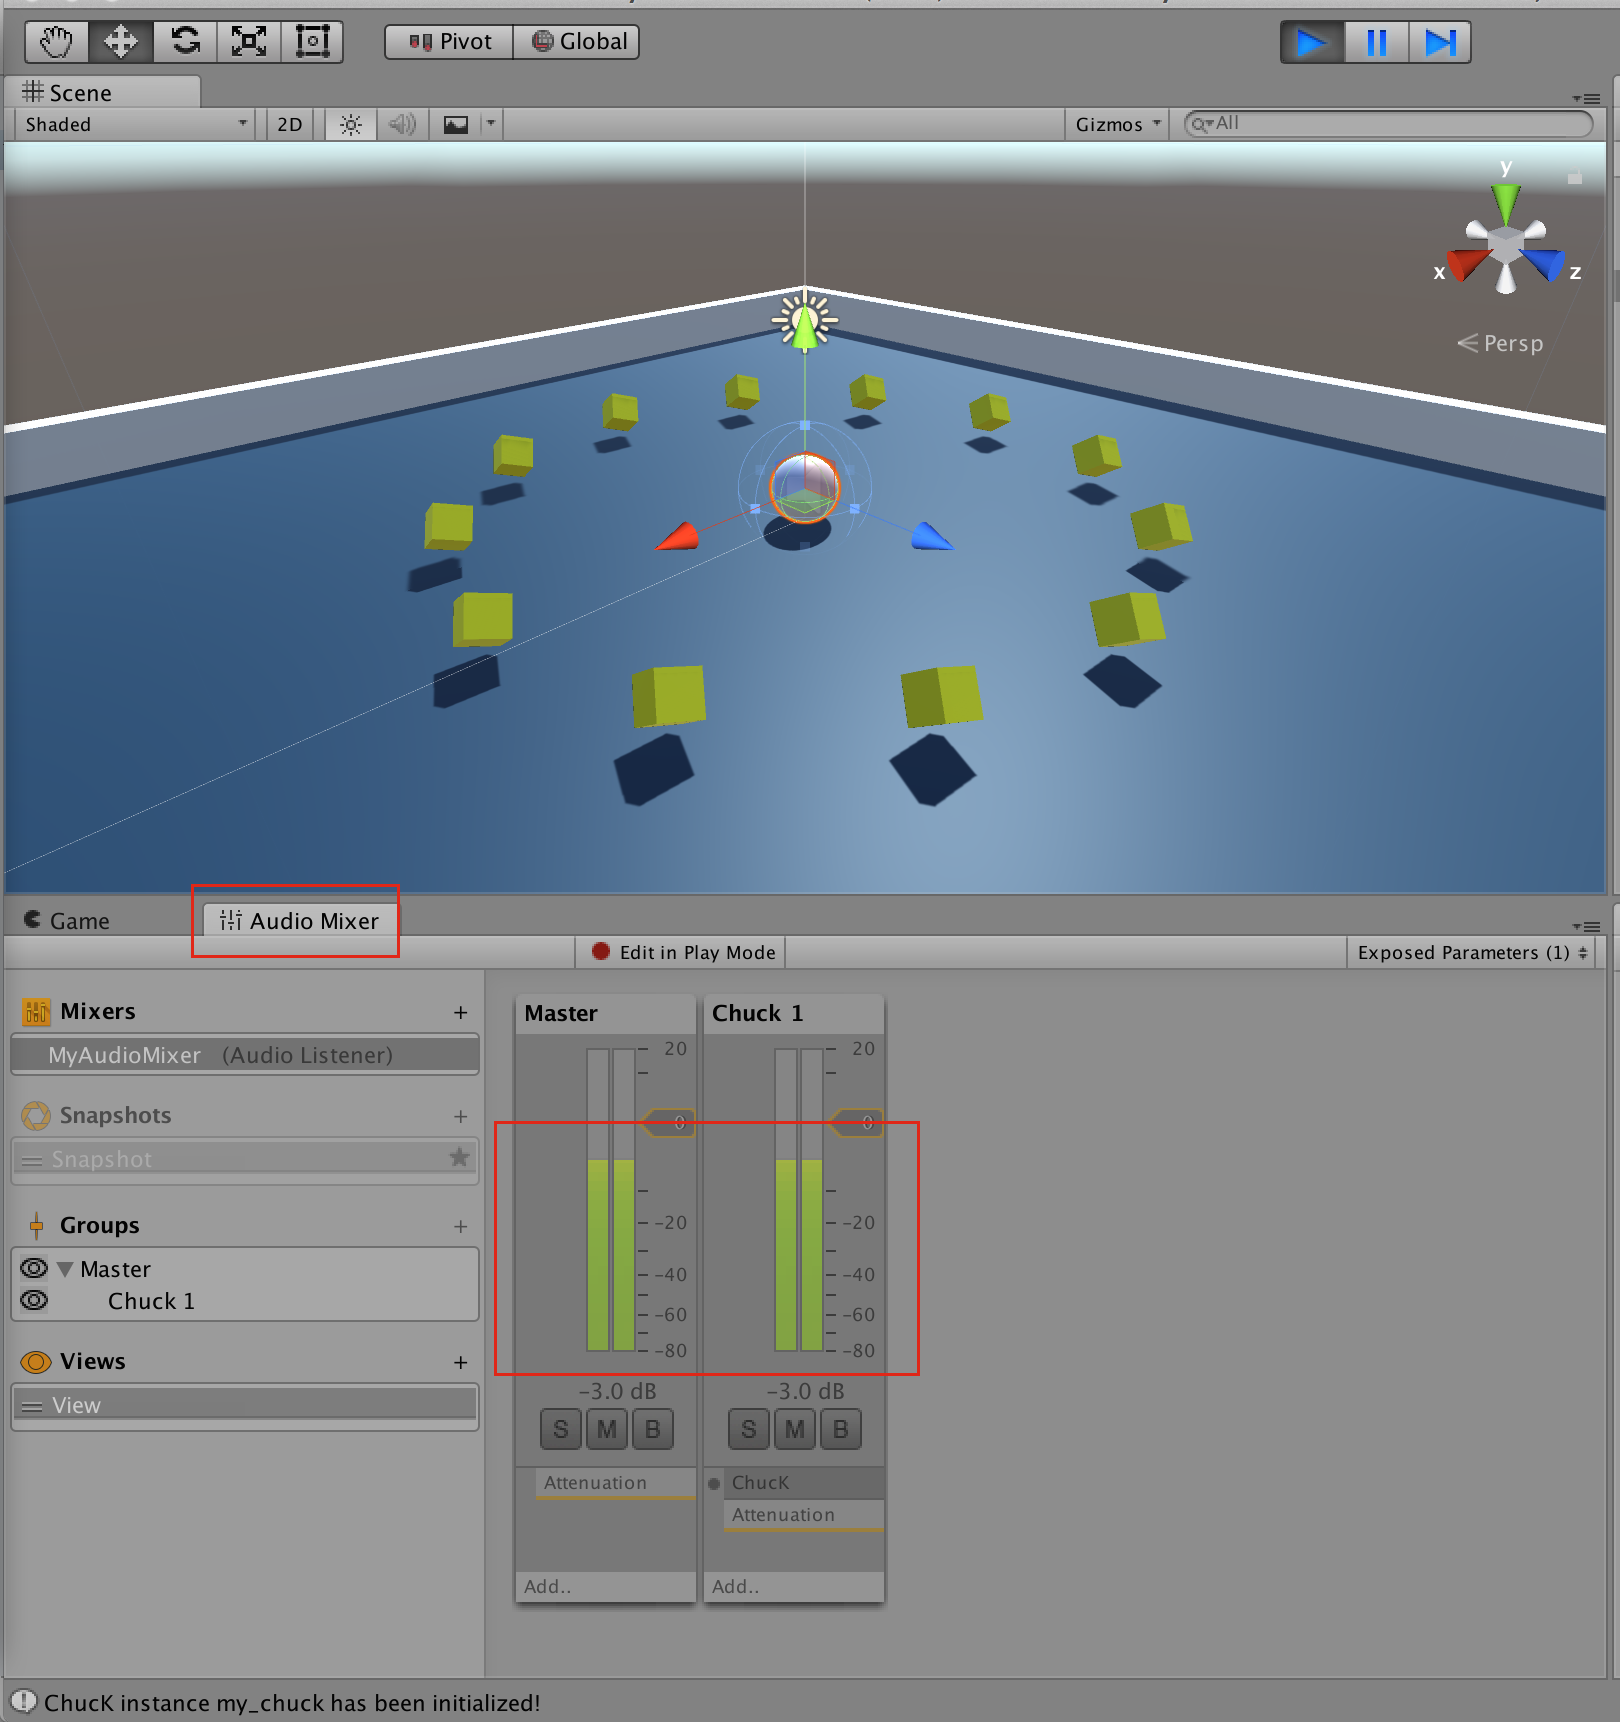 Pivot Global
Scene
Shaded 2D Gizmos All
y
x z
Persp
Game Audio Mixer
Edit in Play Mode Exposed Parameters (1)
Mixers +
MyAudioMixer (Audio Listener)
Snapshots +
Snapshot
Groups +
Master
Chuck 1
Views +
View
Master Chuck 1
20 20
0 0
-20 -20
-40 -40
-60 -60
-80 -80
-3.0 dB -3.0 dB
S M B S M B
Attenuation ChucK
Attenuation
Add.. Add..
ChucK instance my_chuck has been initialized!